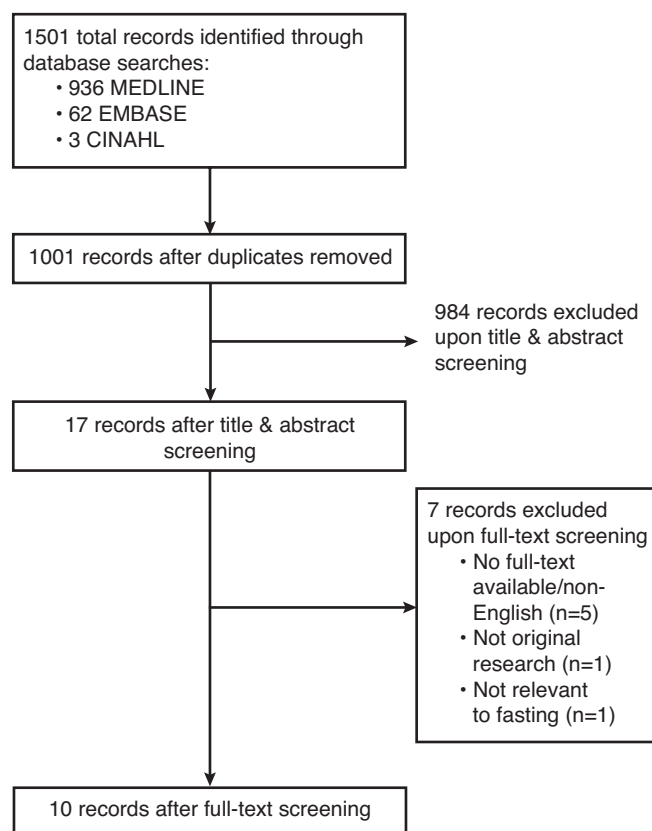 1501 total records identified through
database searches:
• 936 MEDLINE
• 62 EMBASE
• 3 CINAHL
1001 records after duplicates removed
984 records excluded
upon title & abstract
screening
17 records after title & abstract
screening
7 records excluded
upon full-text screening
• No full-text
available/non-
English (n=5)
• Not original
research (n=1)
• Not relevant
to fasting (n=1)
10 records after full-text screening